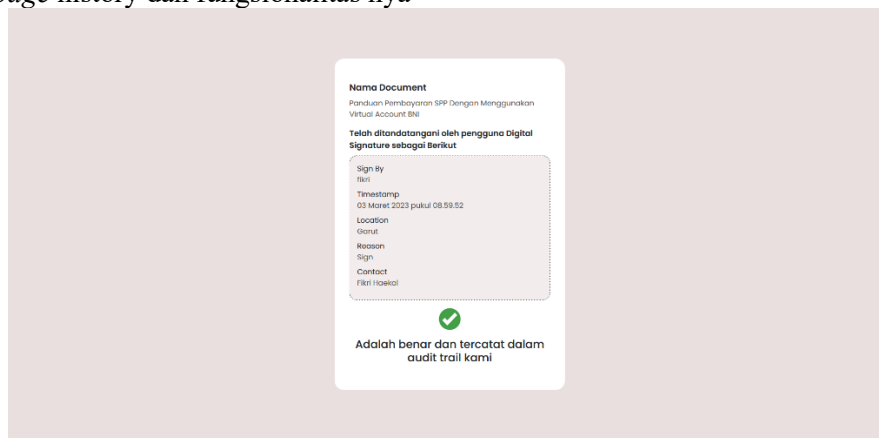 page history dan fungsionalitas nya
Nama Document
Panduan Pembayaran SPP Dengan Menggunakan
Virtual Account BNI
Telah ditandatangani oleh pengguna Digital
Signature sebagai Berikut
Sign By
fikri
Timestamp
03 Maret 2023 pukul 08.59.52
Location
Garut
Reason
Sign
Contact
Fikri Haekal
Adalah benar dan tercatat dalam
audit trail kami